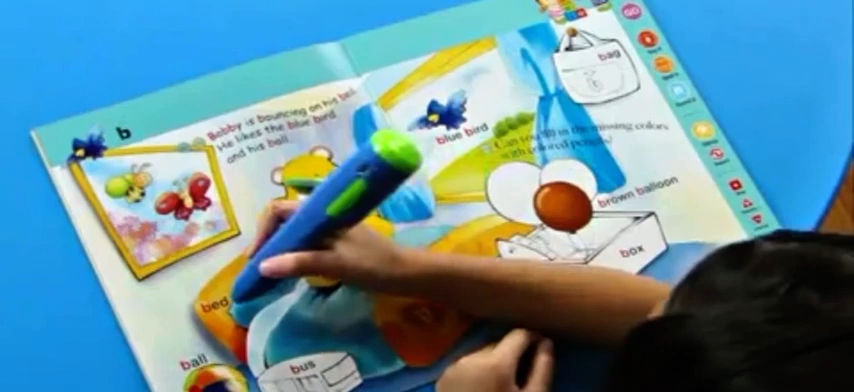 b
Bobby is bouncing on his bed.
He likes the blue bird
and his ball.
blue bird
bag
Can you fill in the missing colors
with colored pencils?
brown balloon
box
bed
ball
bus
GO